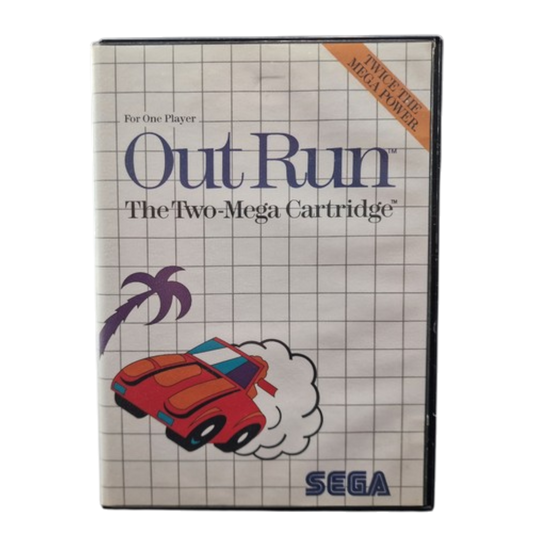 TWICE THE
MEGA POWER.
For One Player
Out Run™
The Two-Mega Cartridge™
SEGA